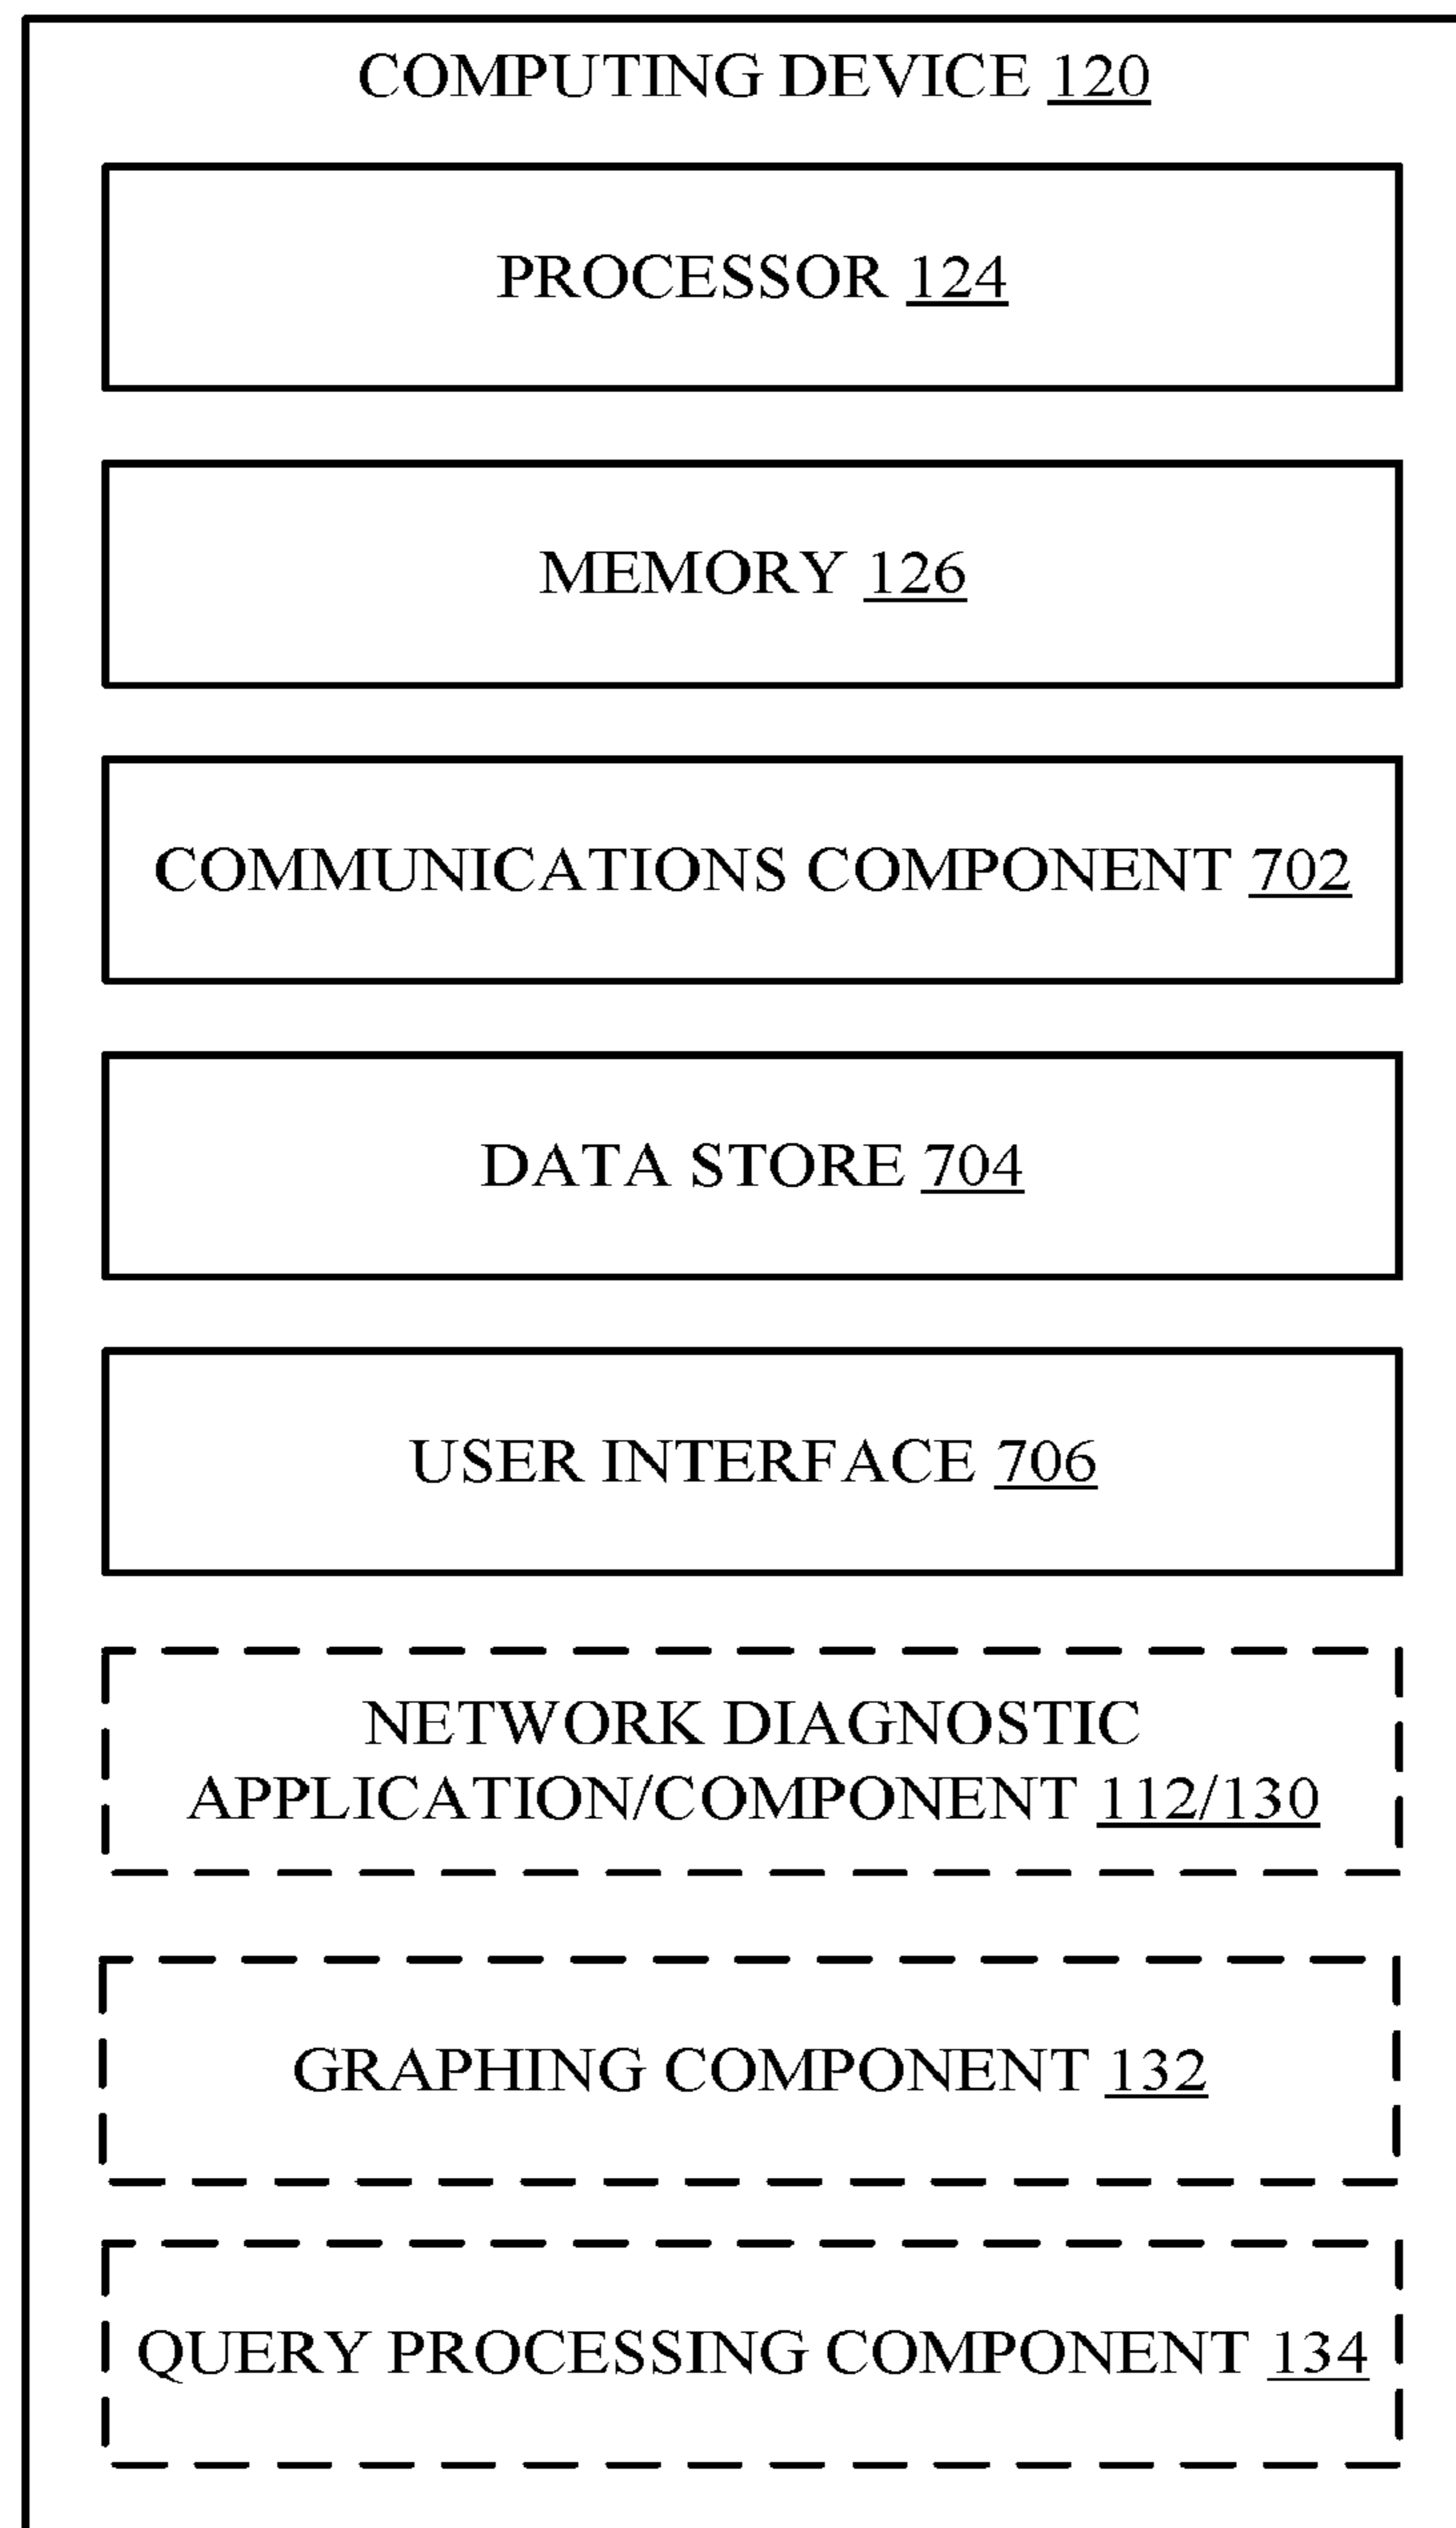 COMPUTING DEVICE 120
PROCESSOR 124
MEMORY 126
COMMUNICATIONS COMPONENT 702
DATA STORE 704
USER INTERFACE 706
NETWORK DIAGNOSTIC
APPLICATION/COMPONENT 112/130
GRAPHING COMPONENT 132
QUERY PROCESSING COMPONENT 134